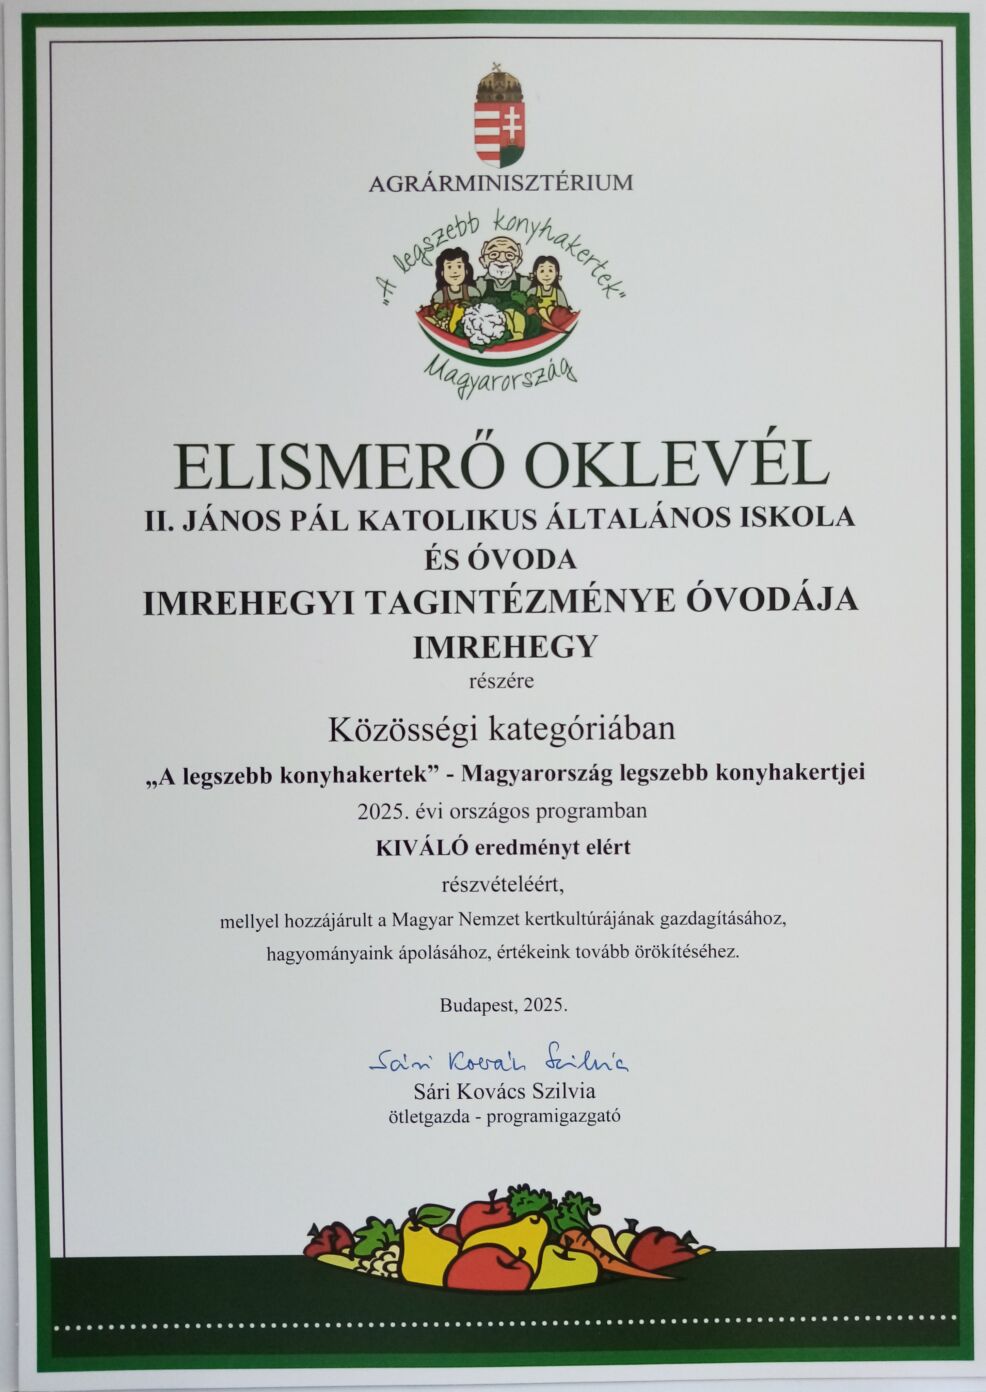 AGRÁRMINISZTÉRIUM
„A legszebb konyhakertek”
Magyarország
ELISMERŐ OKLEVÉL
II. JÁNOS PÁL KATOLIKUS ÁLTALÁNOS ISKOLA
ÉS ÓVODA
IMREHEGYI TAGINTÉZMÉNYE ÓVODÁJA
IMREHEGY
részére
Közösségi kategóriában
„A legszebb konyhakertek” - Magyarország legszebb konyhakertjei
2025. évi országos programban
KIVÁLÓ eredményt elért
részvételéért,
mellyel hozzájárult a Magyar Nemzet kertkultúrájának gazdagításához,
hagyományaink ápolásához, értékeink tovább örökítéséhez.
Budapest, 2025.
Sári Kovács Szilvia
Sári Kovács Szilvia
ötletgazda - programigazgató